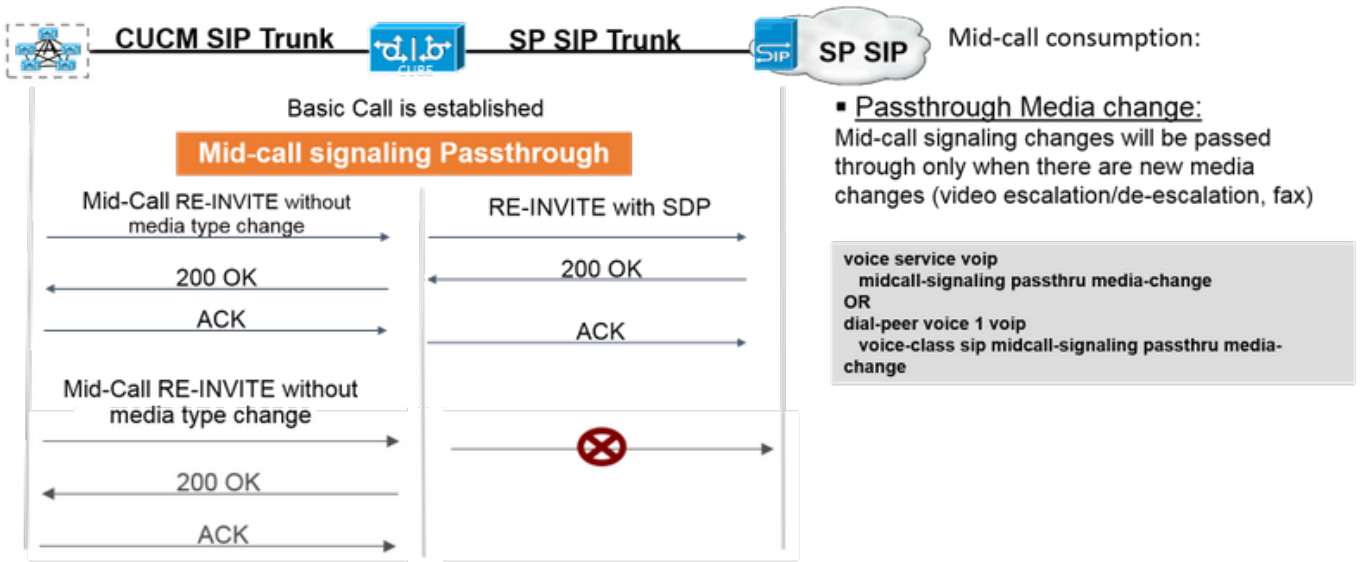 CUCM SIP Trunk
SP SIP Trunk
CUBE
SIP
SP SIP
Mid-call consumption:
Basic Call is established
Mid-call signaling Passthrough
Mid-Call RE-INVITE without
media type change
RE-INVITE with SDP
200 OK
200 OK
ACK
ACK
Mid-Call RE-INVITE without
media type change
200 OK
ACK
▪ Passthrough Media change:
Mid-call signaling changes will be passed
through only when there are new media
changes (video escalation/de-escalation, fax)
voice service voip
midcall-signaling passthru media-change
OR
dial-peer voice 1 voip
voice-class sip midcall-signaling passthru media-
change